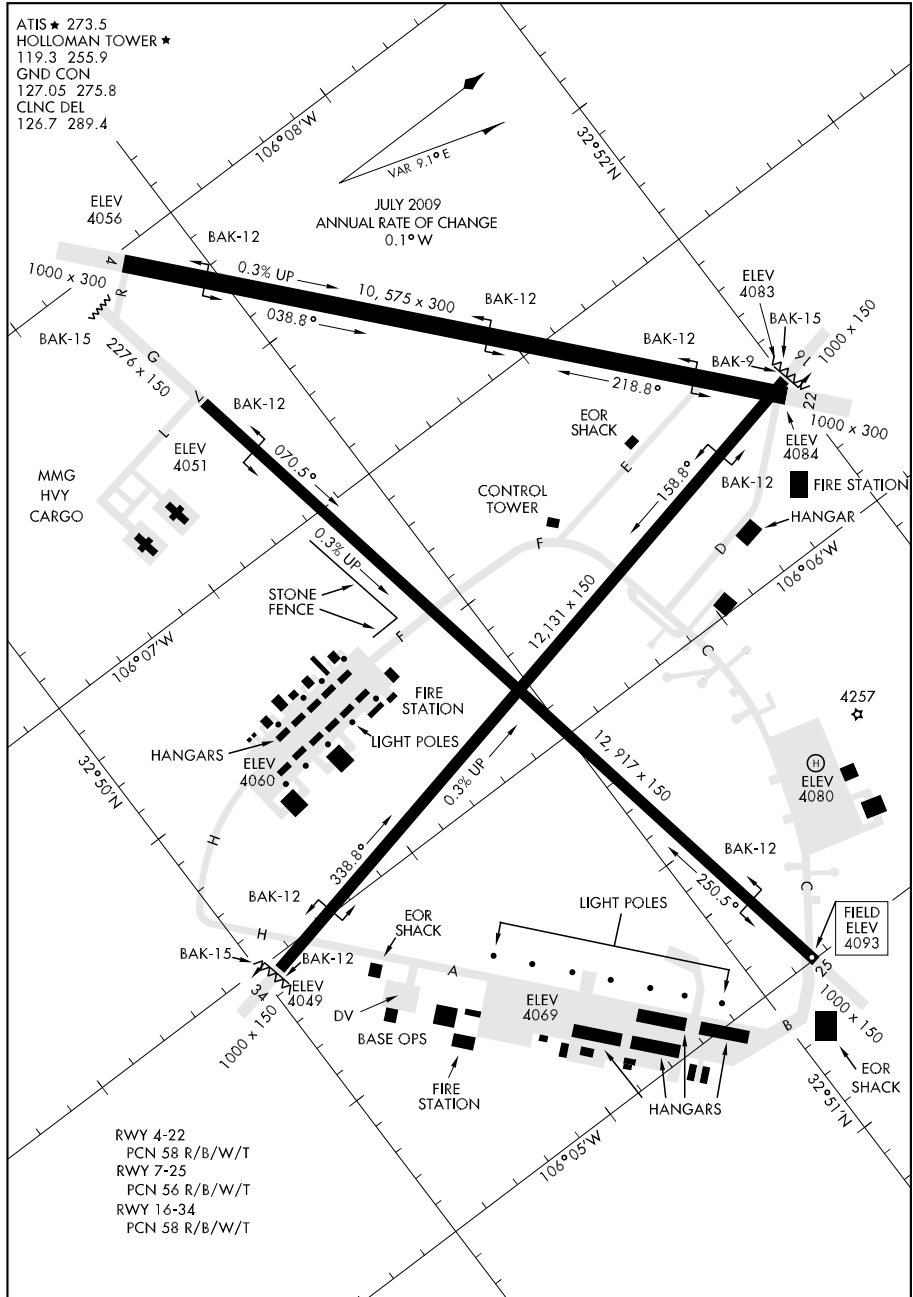 ATIS ★ 273.5
HOLLOMAN TOWER ★
119.3 255.9
GND CON
127.05 275.8
CLNC DEL
126.7 289.4
106°08'W
32°52'N
VAR 9.1° E
JULY 2009
ANNUAL RATE OF CHANGE
0.1° W
ELEV
4056
BAK-12
4
R
1000 x 300
0.3% UP
10, 575 x 300
038.8°
BAK-12
ELEV
4083
BAK-15
16
1000 x 150
BAK-12
BAK-9
218.8°
22
1000 x 300
ELEV
4084
BAK-15
G
2276 x 150
7
BAK-12
L
ELEV
4051
070.5°
EOR
SHACK
E
158.8°
BAK-12
FIRE STATION
HANGAR
MMG
HVY
CARGO
CONTROL
TOWER
F
D
0.3% UP
106°06'W
STONE
FENCE
F
12,131 x 150
C
106°07'W
FIRE
STATION
4257
LIGHT POLES
HANGARS
ELEV
4060
0.3% UP
12, 917 x 150
H
ELEV
4080
32°50'N
H
338.8°
BAK-12
250.5°
C
BAK-12
LIGHT POLES
FIELD
ELEV
4093
EOR
SHACK
H
BAK-15
BAK-12
A
25
34
ELEV
4049
ELEV
4069
1000 x 150
1000 x 150
DV
BASE OPS
B
FIRE
STATION
EOR
SHACK
HANGARS
32°51'N
106°05'W
RWY 4-22
PCN 58 R/B/W/T
RWY 7-25
PCN 56 R/B/W/T
RWY 16-34
PCN 58 R/B/W/T